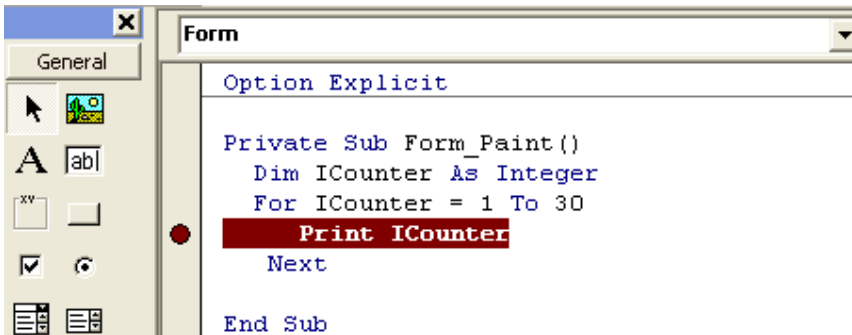 General
A
ab
xy
Form
Option Explicit
Private Sub Form_Paint()
Dim ICounter As Integer
For ICounter = 1 To 30
Print ICounter
Next
End Sub